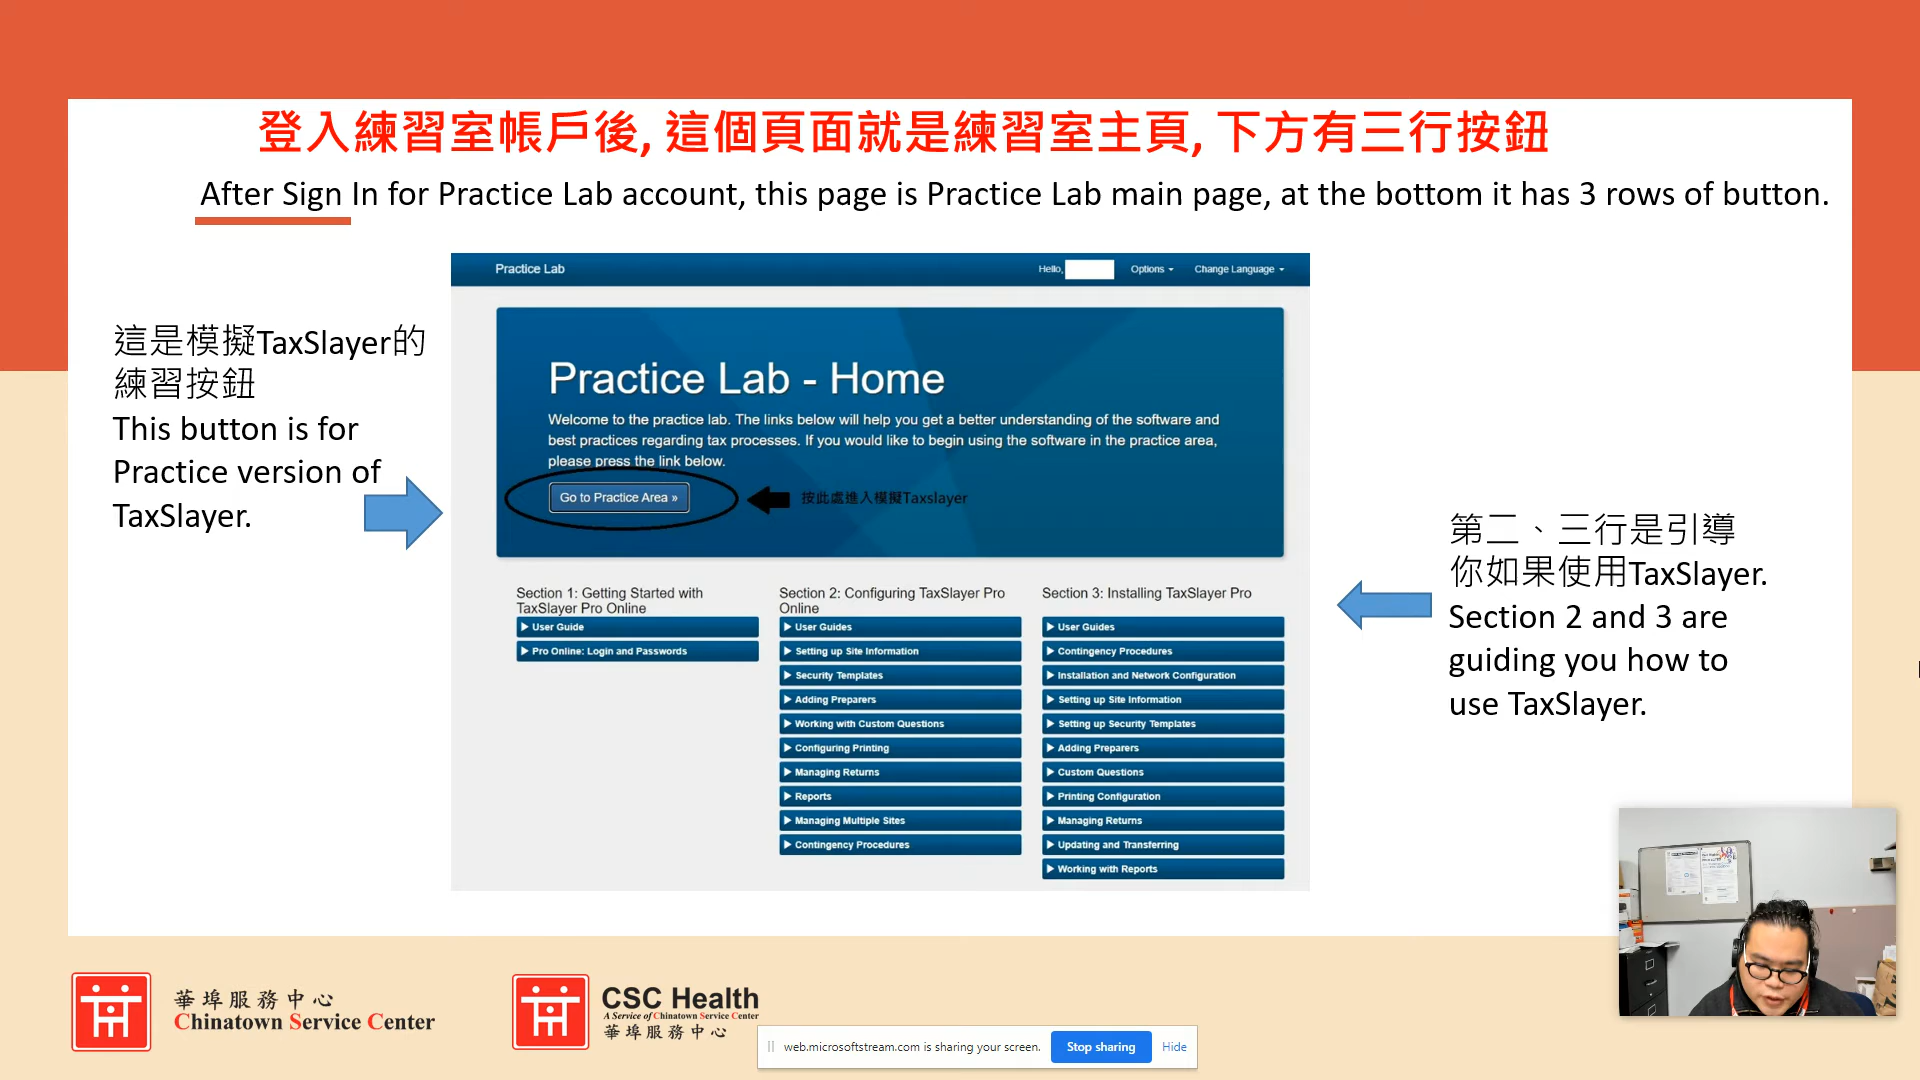 登入練習室帳戶後, 這個頁面就是練習室主頁, 下方有三行按鈕
After Sign In for Practice Lab account, this page is Practice Lab main page, at the bottom it has 3 rows of button.
這是模擬TaxSlayer的
練習按鈕
This button is for
Practice version of
TaxSlayer.
Practice Lab
Hello,
Options
Change Language
Practice Lab - Home
Welcome to the practice lab. The links below will help you get a better understanding of the software and
best practices regarding tax processes. If you would like to begin using the software in the practice area,
please press the link below.
Go to Practice Area »
按此處進入模擬Taxslayer
Section 1: Getting Started with
TaxSlayer Pro Online
User Guide
Pro Online: Login and Passwords
Section 2: Configuring TaxSlayer Pro
Online
User Guides
Setting up Site Information
Security Templates
Adding Preparers
Working with Custom Questions
Configuring Printing
Managing Returns
Reports
Managing Multiple Sites
Contingency Procedures
Section 3: Installing TaxSlayer Pro
User Guides
Contingency Procedures
Installation and Network Configuration
Setting up Site Information
Setting up Security Templates
Adding Preparers
Custom Questions
Printing Configuration
Managing Returns
Updating and Transferring
Working with Reports
第二、三行是引導
你如果使用TaxSlayer.
Section 2 and 3 are
guiding you how to
use TaxSlayer.
華埠服務中心
Chinatown Service Center
CSC Health
A Service of Chinatown Service Center
華埠服務中心
web.microsoftstream.com is sharing your screen.
Stop sharing
Hide